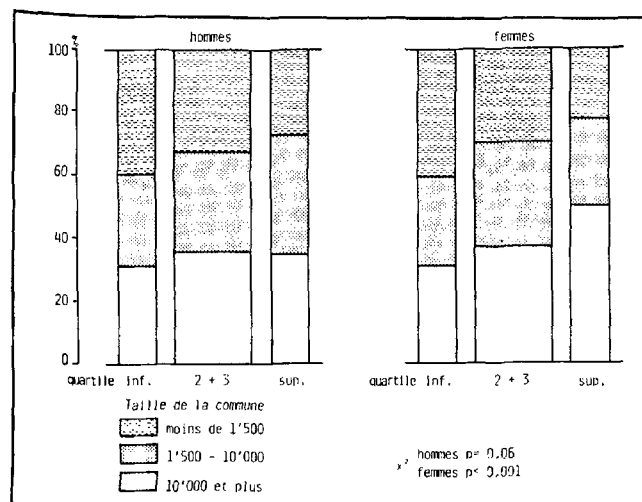 %
hommes
femmes
100
80
60
40
20
0
quartile inf. 2 + 3 sup.
quartile inf. 2 + 3 sup.
Taille de la commune
moins de 1'500
1'500 - 10'000
10'000 et plus
x² hommes p= 0.06
femmes p< 0.001